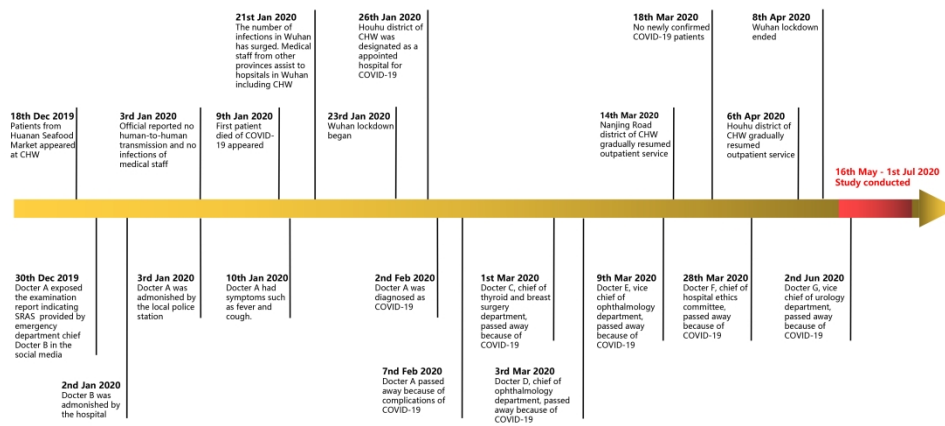 21st Jan 2020
The number of
infections in Wuhan
has surged. Medical
staff from other
provinces assist to
hopsitals in Wuhan
including CHW
26th Jan 2020
Houhu district of
CHW was
designated as a
appointed
hospital for
COVID-19
18th Mar 2020
No newly confirmed
COVID-19 patients
8th Apr 2020
Wuhan lockdown
ended
18th Dec 2019
Patients from
Huanan Seafood
Market appeared
at CHW
3rd Jan 2020
Official reported no
human-to-human
transmission and no
infections of
medical staff
9th Jan 2020
First patient
died of COVID-
19 appeared
23rd Jan 2020
Wuhan lockdown
began
14th Mar 2020
Nanjing Road
district of CHW
gradually resumed
outpatient service
6th Apr 2020
Houhu district of
CHW gradually
resumed
outpatient service
16th May - 1st Jul 2020
Study conducted
30th Dec 2019
Docter A exposed
the examination
report indicating
SRAS provided by
emergency
department chief
Docter B in the
social media
3rd Jan 2020
Docter A was
admonished by
the local police
station
10th Jan 2020
Docter A had
symptoms such
as fever and
cough.
2nd Feb 2020
Docter A was
diagnosed as
COVID-19
1st Mar 2020
Docter C, chief of
thyroid and breast
surgery
department,
passed away
because of
COVID-19
9th Mar 2020
Docter E, vice
chief of
ophthalmology
department,
passed away
because of
COVID-19
28th Mar 2020
Docter F, chief of
hospital ethics
committee,
passed away
because of
COVID-19
2nd Jun 2020
Docter G, vice
chief of urology
department,
passed away
because of
COVID-19
2nd Jan 2020
Docter B was
admonished by
the hospital
7nd Feb 2020
Docter A passed
away because of
complications of
COVID-19
3rd Mar 2020
Docter D, chief of
ophthalmology
department, passed
away because of
COVID-19